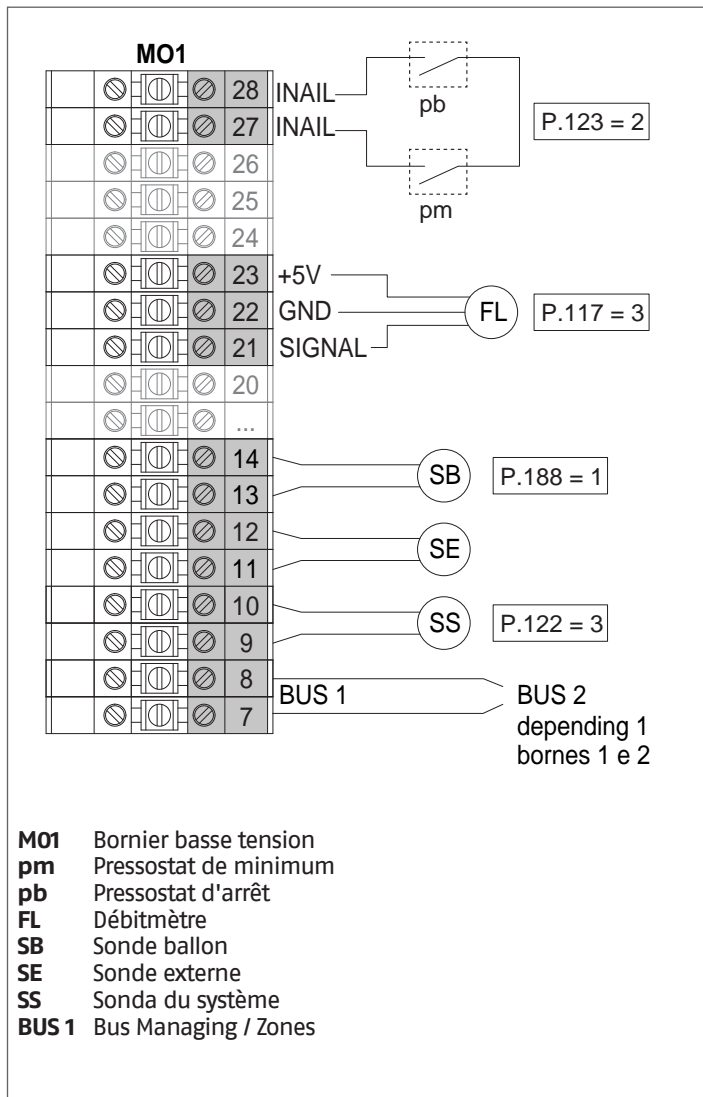 MO1
28 INAIL
pb
27 INAIL
P.123 = 2
26
pm
25
24
23 +5V
22 GND FL P.117 = 3
21 SIGNAL
20
...
14
SB P.188 = 1
13
12
SE
11
10
SS P.122 = 3
9
8
BUS 1 BUS 2
7
depending 1
bornes 1 e 2
MO1 Bornier basse tension
pm Pressostat de minimum
pb Pressostat d'arrêt
FL Débitmètre
SB Sonde ballon
SE Sonde externe
SS Sonda du système
BUS 1 Bus Managing / Zones